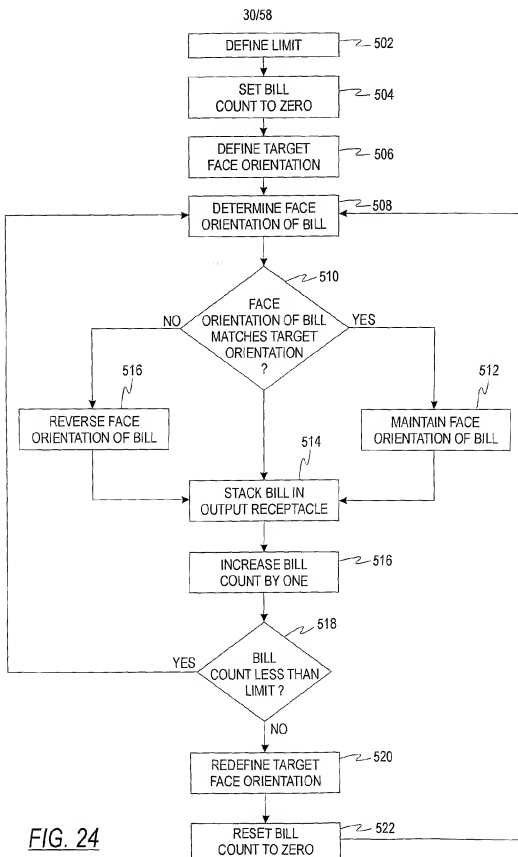 30/58
DEFINE LIMIT
502
SET BILL
COUNT TO ZERO
504
DEFINE TARGET
FACE ORIENTATION
506
DETERMINE FACE
ORIENTATION OF BILL
508
510
FACE
ORIENTATION OF BILL
MATCHES TARGET
ORIENTATION
?
NO
YES
516
REVERSE FACE
ORIENTATION OF BILL
512
MAINTAIN FACE
ORIENTATION OF BILL
514
STACK BILL IN
OUTPUT RECEPTACLE
INCREASE BILL
COUNT BY ONE
516
518
YES
BILL
COUNT LESS THAN
LIMIT ?
NO
REDEFINE TARGET
FACE ORIENTATION
520
RESET BILL
COUNT TO ZERO
522
FIG. 24